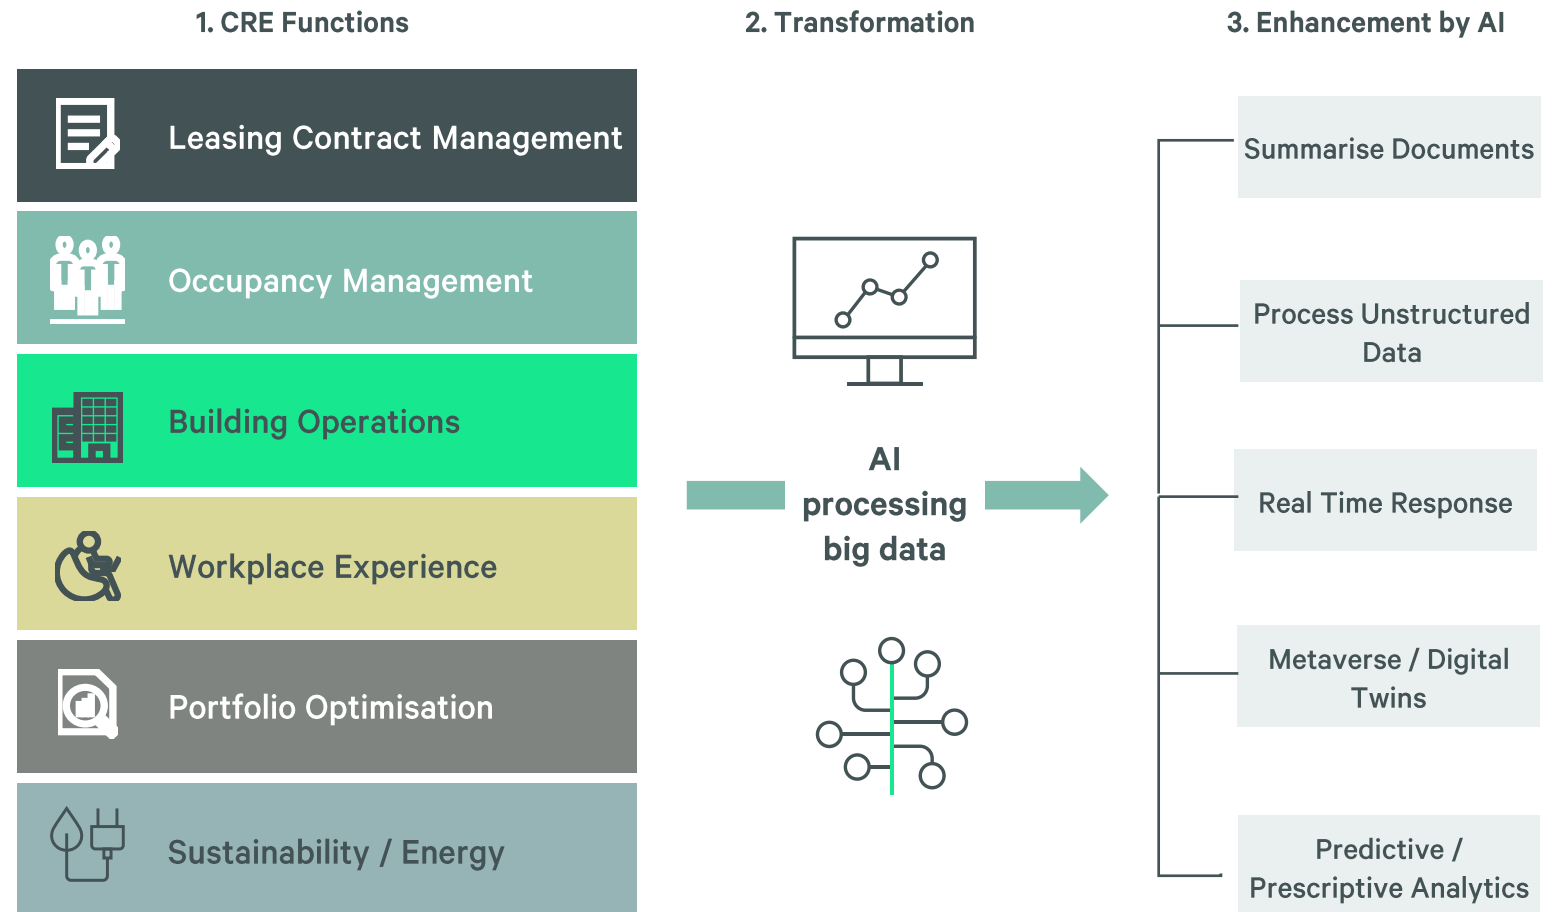 1. CRE Functions
2. Transformation
3. Enhancement by AI
Leasing Contract Management
Occupancy Management
Building Operations
Workplace Experience
Portfolio Optimisation
Sustainability / Energy
AI
processing
big data
Summarise Documents
Process Unstructured
Data
Real Time Response
Metaverse / Digital
Twins
Predictive /
Prescriptive Analytics